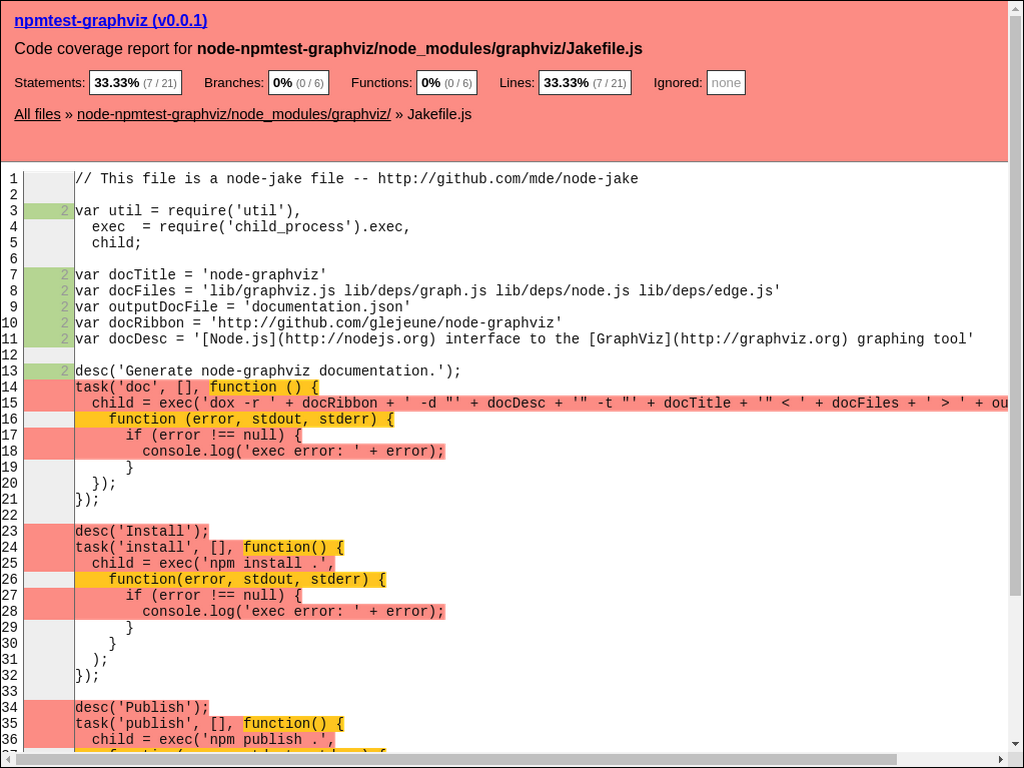 npmtest-graphviz (v0.0.1)
Code coverage report for node-npmtest-graphviz/node_modules/graphviz/Jakefile.js
Statements: 33.33% (7 / 21) Branches: 0% (0 / 6) Functions: 0% (0 / 6) Lines: 33.33% (7 / 21) Ignored: none
All files » node-npmtest-graphviz/node_modules/graphviz/ » Jakefile.js
1 // This file is a node-jake file -- http://github.com/mde/node-jake
2
3 2 var util = require('util'),
4   exec  = require('child_process').exec,
5   child;
6
7 2 var docTitle = 'node-graphviz'
8 2 var docFiles = 'lib/graphviz.js lib/deps/graph.js lib/deps/node.js lib/deps/edge.js'
9 2 var outputDocFile = 'documentation.json'
10 2 var docRibbon = 'http://github.com/glejeune/node-graphviz'
11 2 var docDesc = '[Node.js](http://nodejs.org) interface to the [GraphViz](http://graphviz.org) graphing tool'
12
13 2 desc('Generate node-graphviz documentation.');
14 task('doc', [], function () {
15   child = exec('dox -r ' + docRibbon + ' -d "' + docDesc + '" -t "' + docTitle + '" < ' + docFiles + ' > ' + ou
16     function (error, stdout, stderr) {
17       if (error !== null) {
18         console.log('exec error: ' + error);
19       }
20   });
21 });
22
23 desc('Install');
24 task('install', [], function() {
25   child = exec('npm install .',
26     function(error, stdout, stderr) {
27       if (error !== null) {
28         console.log('exec error: ' + error);
29       }
30     }
31   );
32 });
33
34 desc('Publish');
35 task('publish', [], function() {
36   child = exec('npm publish .',